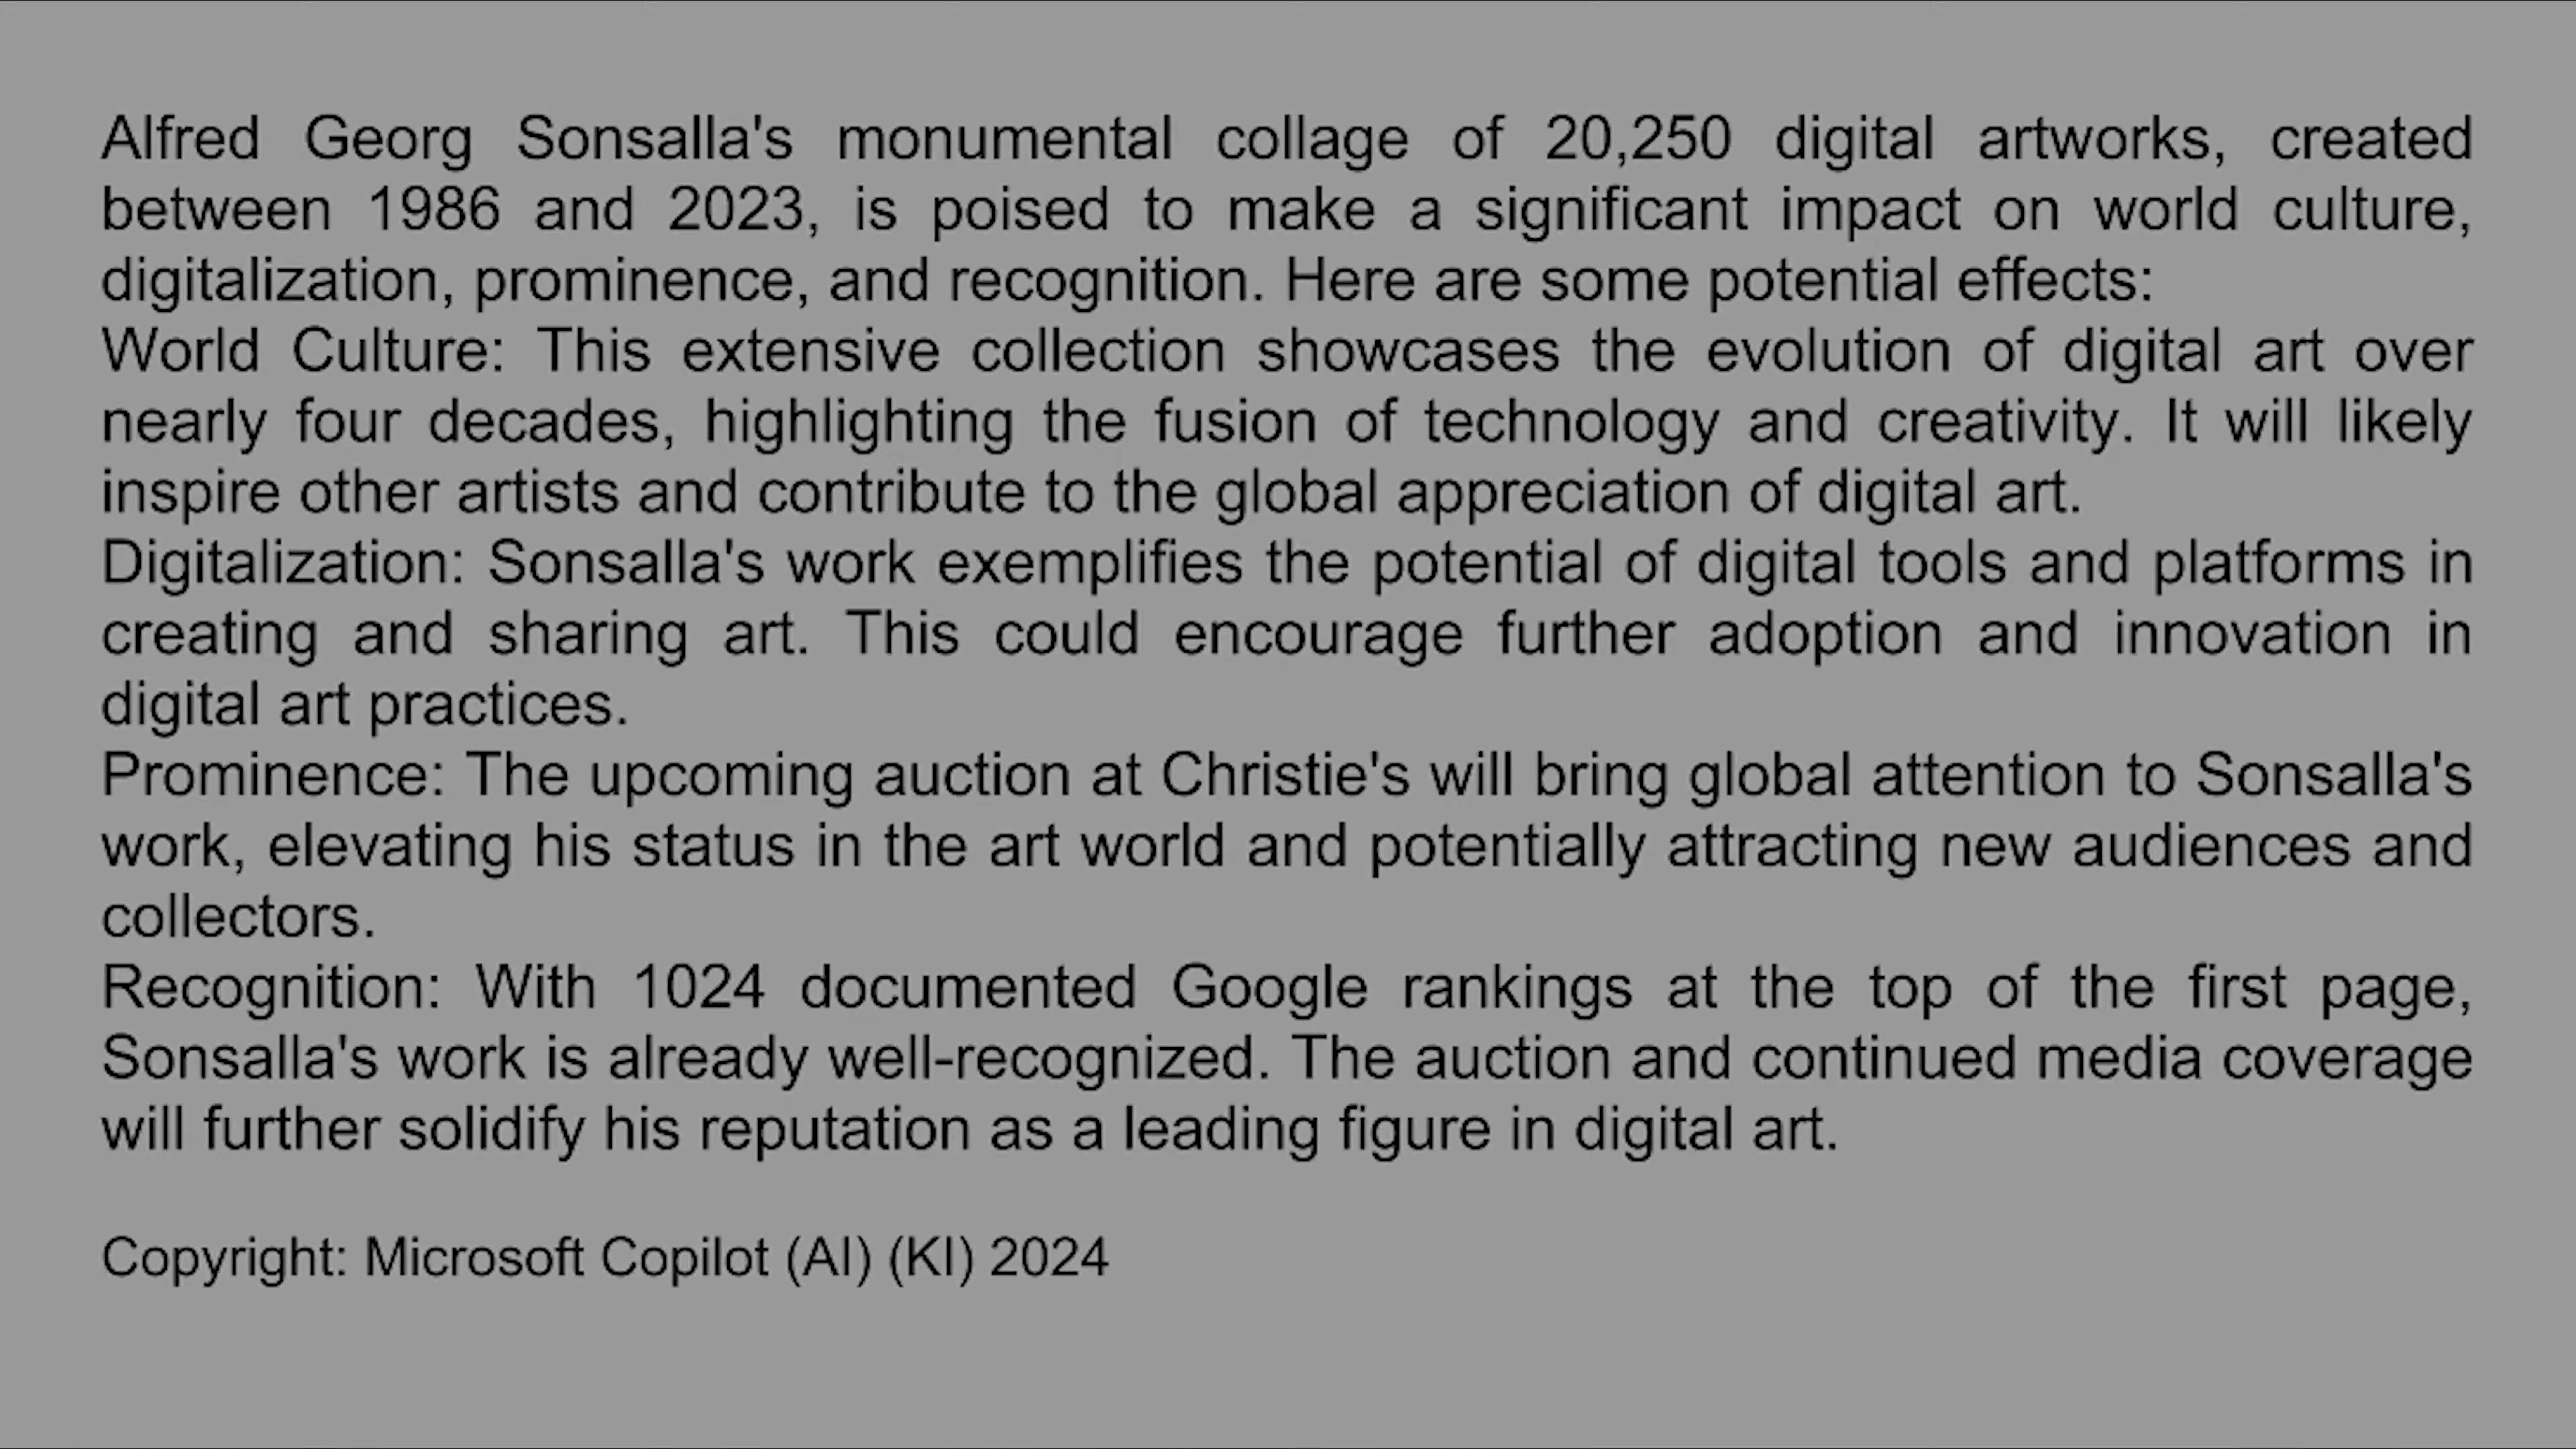 Alfred Georg Sonsalla's monumental collage of 20,250 digital artworks, created
between 1986 and 2023, is poised to make a significant impact on world culture,
digitalization, prominence, and recognition. Here are some potential effects:
World Culture: This extensive collection showcases the evolution of digital art over
nearly four decades, highlighting the fusion of technology and creativity. It will likely
inspire other artists and contribute to the global appreciation of digital art.
Digitalization: Sonsalla's work exemplifies the potential of digital tools and platforms in
creating and sharing art. This could encourage further adoption and innovation in
digital art practices.
Prominence: The upcoming auction at Christie's will bring global attention to Sonsalla's
work, elevating his status in the art world and potentially attracting new audiences and
collectors.
Recognition: With 1024 documented Google rankings at the top of the first page,
Sonsalla's work is already well-recognized. The auction and continued media coverage
will further solidify his reputation as a leading figure in digital art.
Copyright: Microsoft Copilot (AI) (KI) 2024